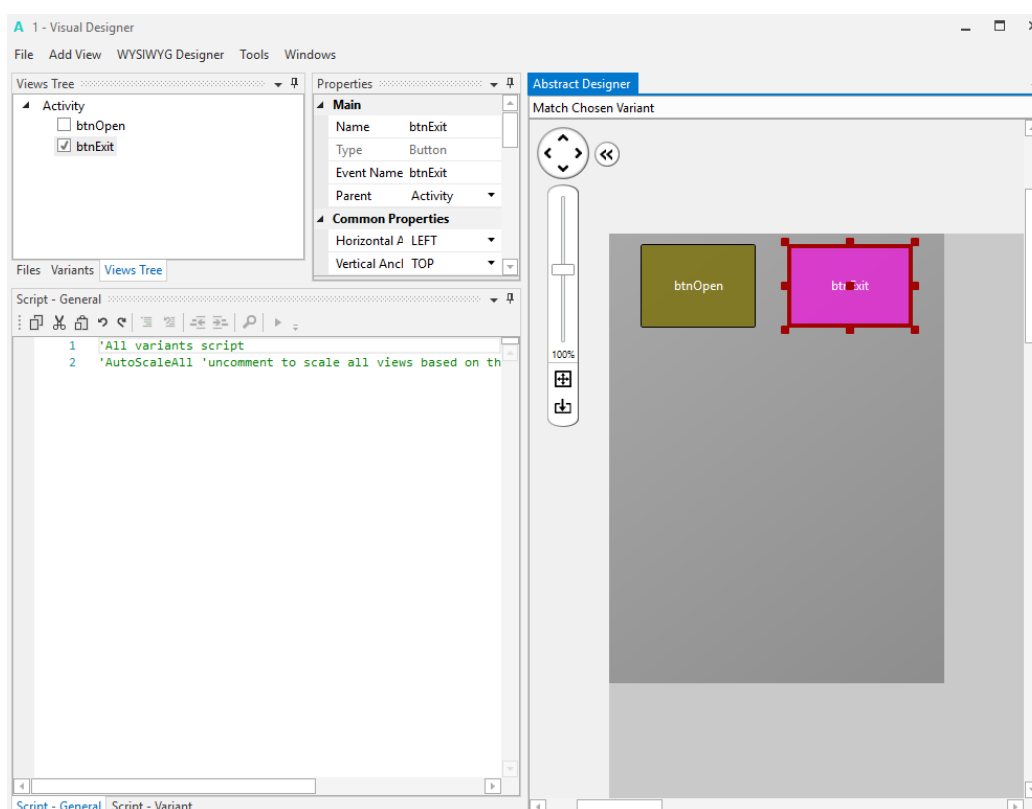 1 - Visual Designer
File Add View WYSIWYG Designer Tools Windows
Views Tree
Activity
btnOpen
btnExit
Files Variants Views Tree
Properties
Main
Name btnExit
Type Button
Event Name btnExit
Parent Activity
Common Properties
Horizontal A LEFT
Vertical Ancl TOP
Script - General
1 'All variants script
2 'AutoScaleAll 'uncomment to scale all views based on th
Script - General Script - Variant
Abstract Designer
Match Chosen Variant
100%
btnOpen
btnExit